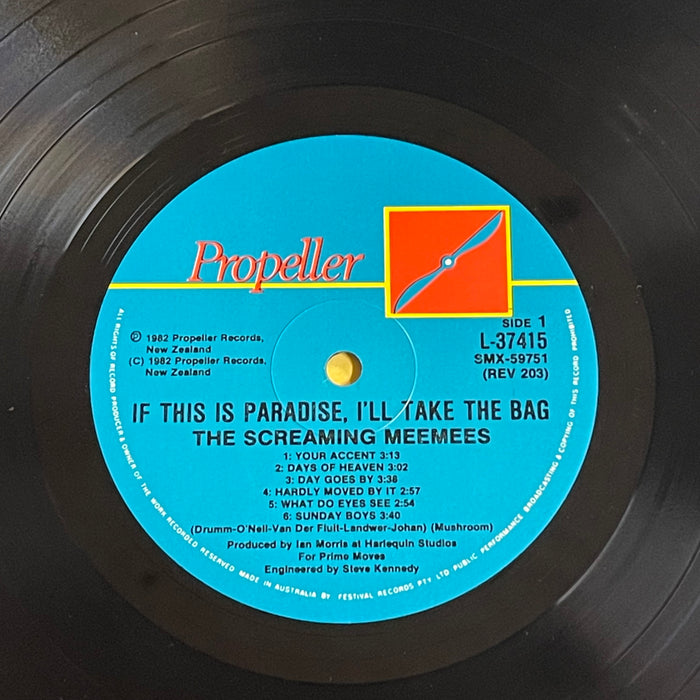 Propeller
SIDE 1
L-37415
SMX-59751
(REV 203)
℗ 1982 Propeller Records,
New Zealand
(C) 1982 Propeller Records,
New Zealand
IF THIS IS PARADISE, I'LL TAKE THE BAG
THE SCREAMING MEEMEES
1: YOUR ACCENT 3:13
2: DAYS OF HEAVEN 3:02
3: DAY GOES BY 3:38
4: HARDLY MOVED BY IT 2:57
5: WHAT DO EYES SEE 2:54
6: SUNDAY BOYS 3:40
(Drumm-O'Neil-Van Der Fluit-Landwer-Johan) (Mushroom)
Produced by Ian Morris at Harlequin Studios
For Prime Moves
Engineered by Steve Kennedy
ALL RIGHTS OF RECORD PRODUCER & OWNER OF THE WORK RECORDED RESERVED. UNAUTHORISED PUBLIC PERFORMANCE BROADCASTING & COPYING OF THIS RECORD PROHIBITED
MADE IN AUSTRALIA BY FESTIVAL RECORDS PTY LTD